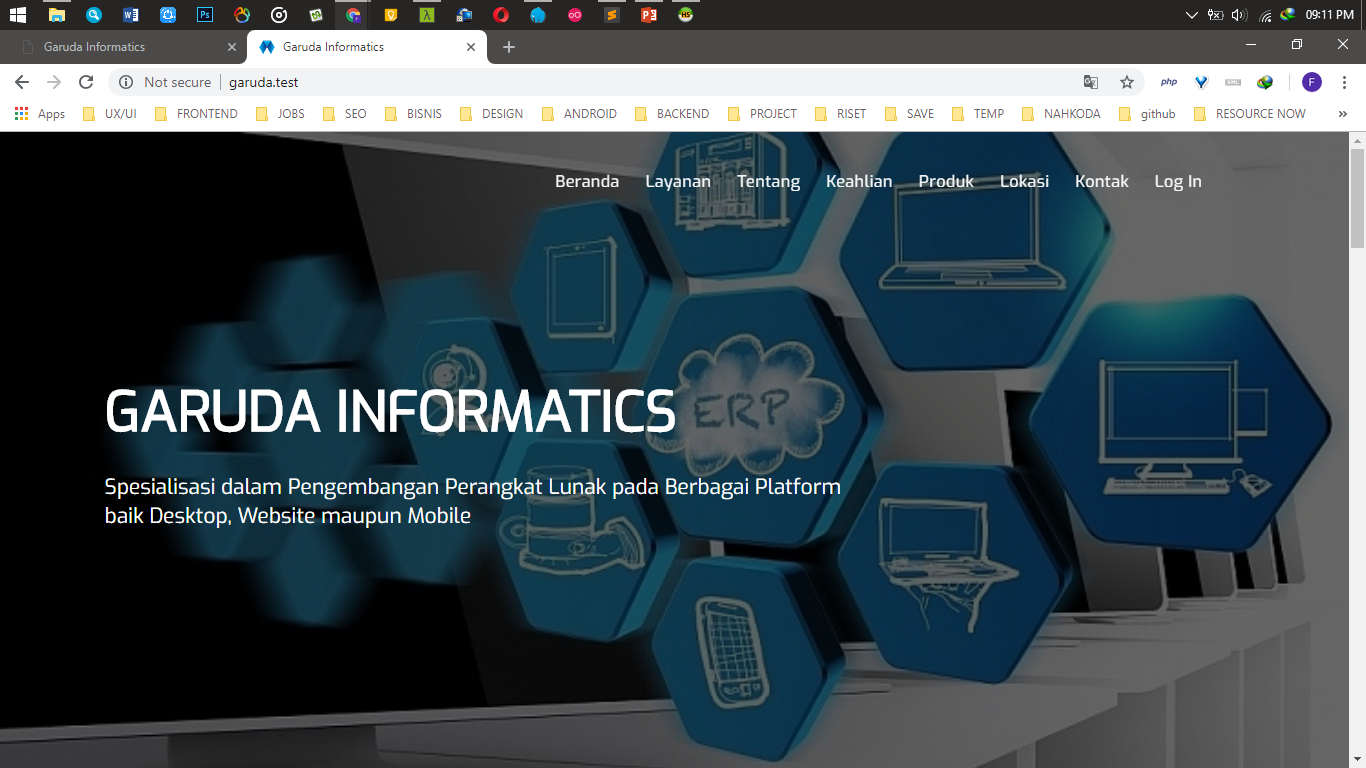 09:11 PM
Garuda Informatics
Garuda Informatics
Not secure
garuda.test
php
F
Apps
UX/UI
FRONTEND
JOBS
SEO
BISNIS
DESIGN
ANDROID
BACKEND
PROJECT
RISET
SAVE
TEMP
NAHKODA
github
RESOURCE NOW
»
Beranda Layanan Tentang Keahlian Produk Lokasi Kontak Log In
ERP
GARUDA INFORMATICS
Spesialisasi dalam Pengembangan Perangkat Lunak pada Berbagai Platform
baik Desktop, Website maupun Mobile